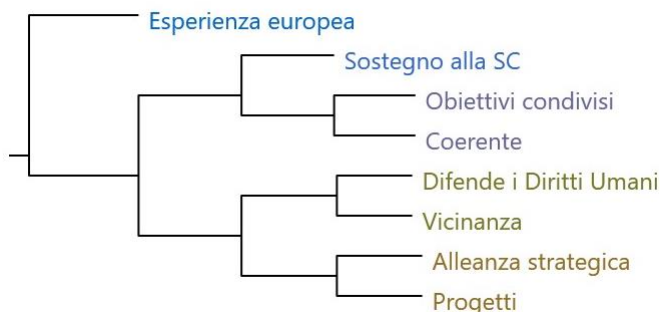 Esperienza europea
Sostegno alla SC
Obiettivi condivisi
Coerente
Difende i Diritti Umani
Vicinanza
Alleanza strategica
Progetti